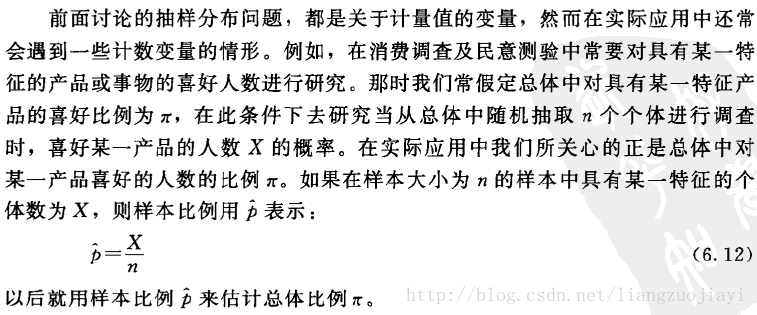 前面讨论的抽样分布问题，都是关于计量值的变量，然而在实际应用中还常
会遇到一些计数变量的情形。例如，在消费调查及民意测验中常要对具有某一特
征的产品或事物的喜好人数进行研究。那时我们常假定总体中对具有某一特征产
品的喜好比例为 π，在此条件下去研究当从总体中随机抽取 n 个个体进行调查
时，喜好某一产品的人数 X 的概率。在实际应用中我们所关心的正是总体中对
某一产品喜好的人数的比例 π。如果在样本大小为 n 的样本中具有某一特征的个
体数为 X，则样本比例用 p̂ 表示：
p̂=X/n (6.12)
以后就用样本比例 p̂ 来估计总体比例 π。 http://blog.csdn.net/liangzuojiayi